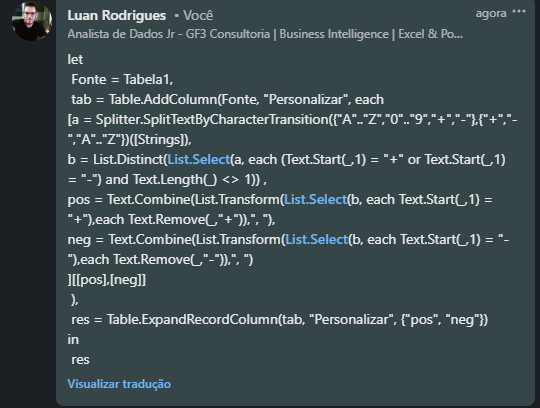 Luan Rodrigues • Você
agora
Analista de Dados Jr - GF3 Consultoria | Business Intelligence | Excel & Po...
let
Fonte = Tabela1,
tab = Table.AddColumn(Fonte, "Personalizar", each
[a = Splitter.SplitTextByCharacterTransition({"A".."Z","0".."9","+","-"},{"+","-
","A".."Z"})([Strings]),
b = List.Distinct(List.Select(a, each (Text.Start(_,1) = "+" or Text.Start(_,1)
= "-") and Text.Length(_) <> 1)) ,
pos = Text.Combine(List.Transform(List.Select(b, each Text.Start(_,1) =
"+"),each Text.Remove(_,"+")),", "),
neg = Text.Combine(List.Transform(List.Select(b, each Text.Start(_,1) = "-
"),each Text.Remove(_,"-")),", ")
][[pos],[neg]]
),
res = Table.ExpandRecordColumn(tab, "Personalizar", {"pos", "neg"})
in
res
Visualizar tradução